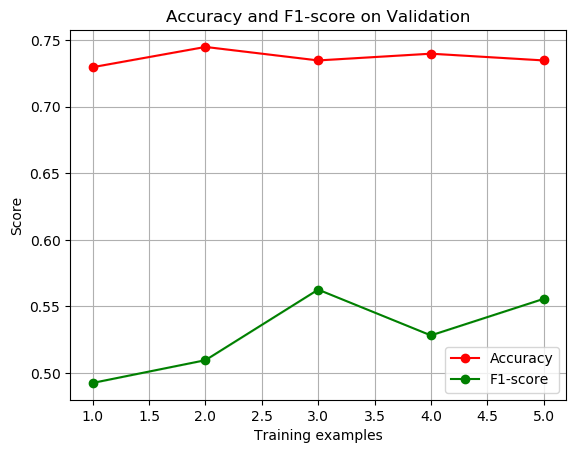 Accuracy and F1-score on Validation
0.75
0.70
0.65
0.60
0.55
0.50
Score
1.0 1.5 2.0 2.5 3.0 3.5 4.0 4.5 5.0
Training examples
Accuracy
F1-score